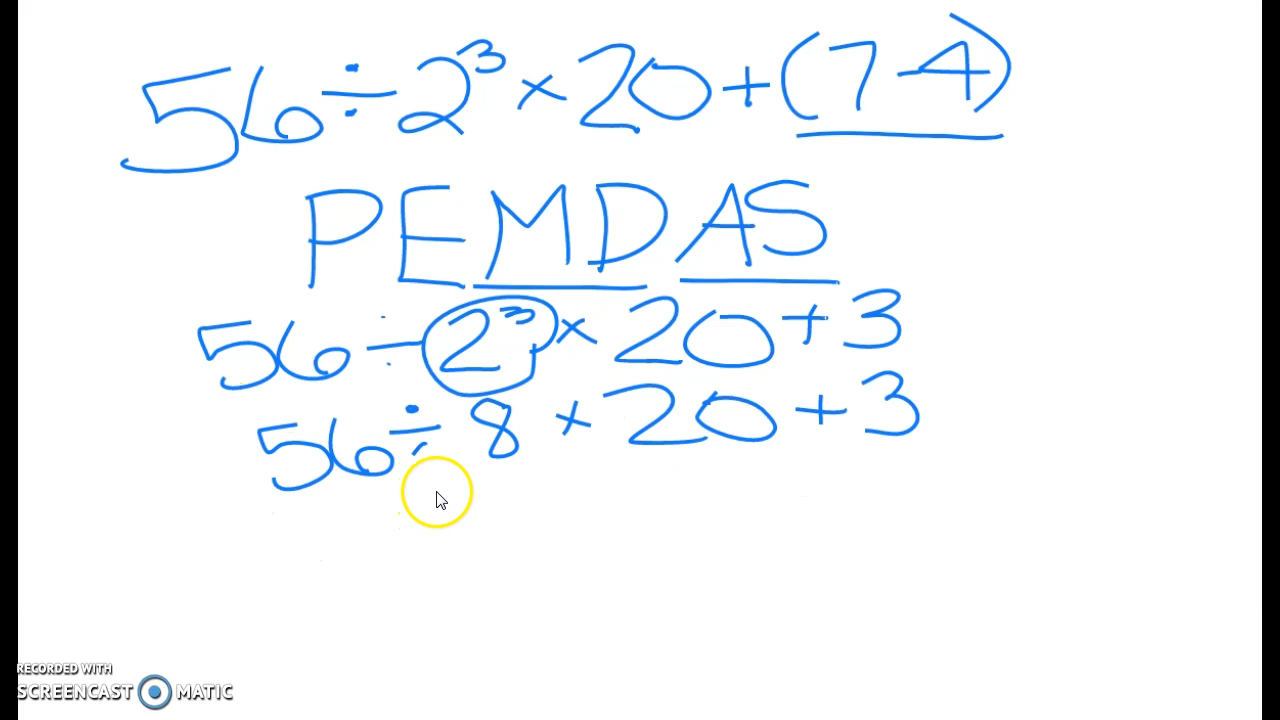 56 ÷ 2³ × 20 + (7-4)
PEMDAS
56 ÷ 2³ × 20 + 3
56 ÷ 8 × 20 + 3
RECORDED WITH
SCREENCAST MATIC